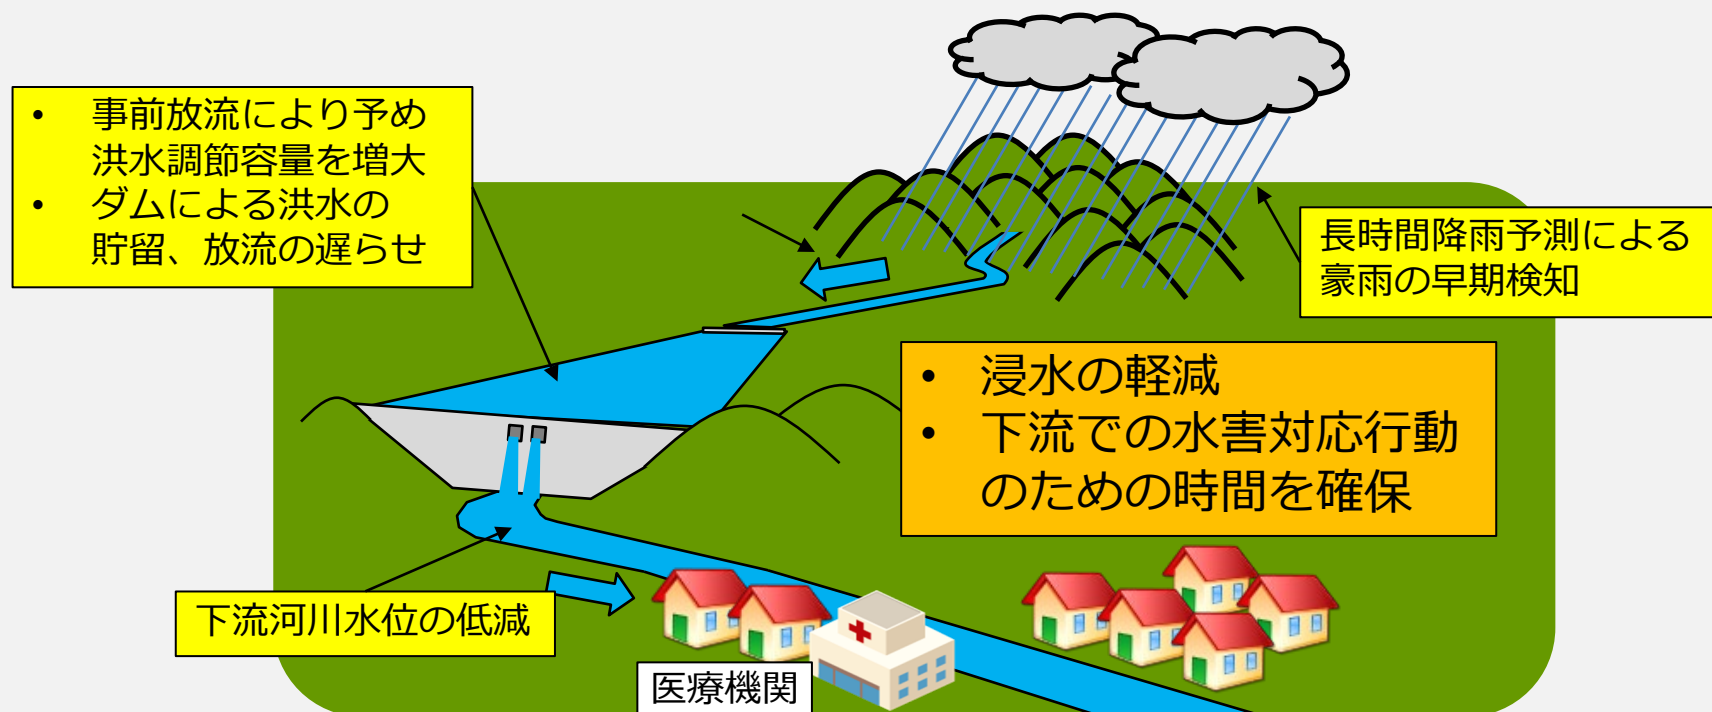 • 事前放流により予め
洪水調節容量を増大
• ダムによる洪水の
貯留、放流の遅らせ
長時間降雨予測による
豪雨の早期検知
• 浸水の軽減
• 下流での水害対応行動
のための時間を確保
下流河川水位の低減
医療機関